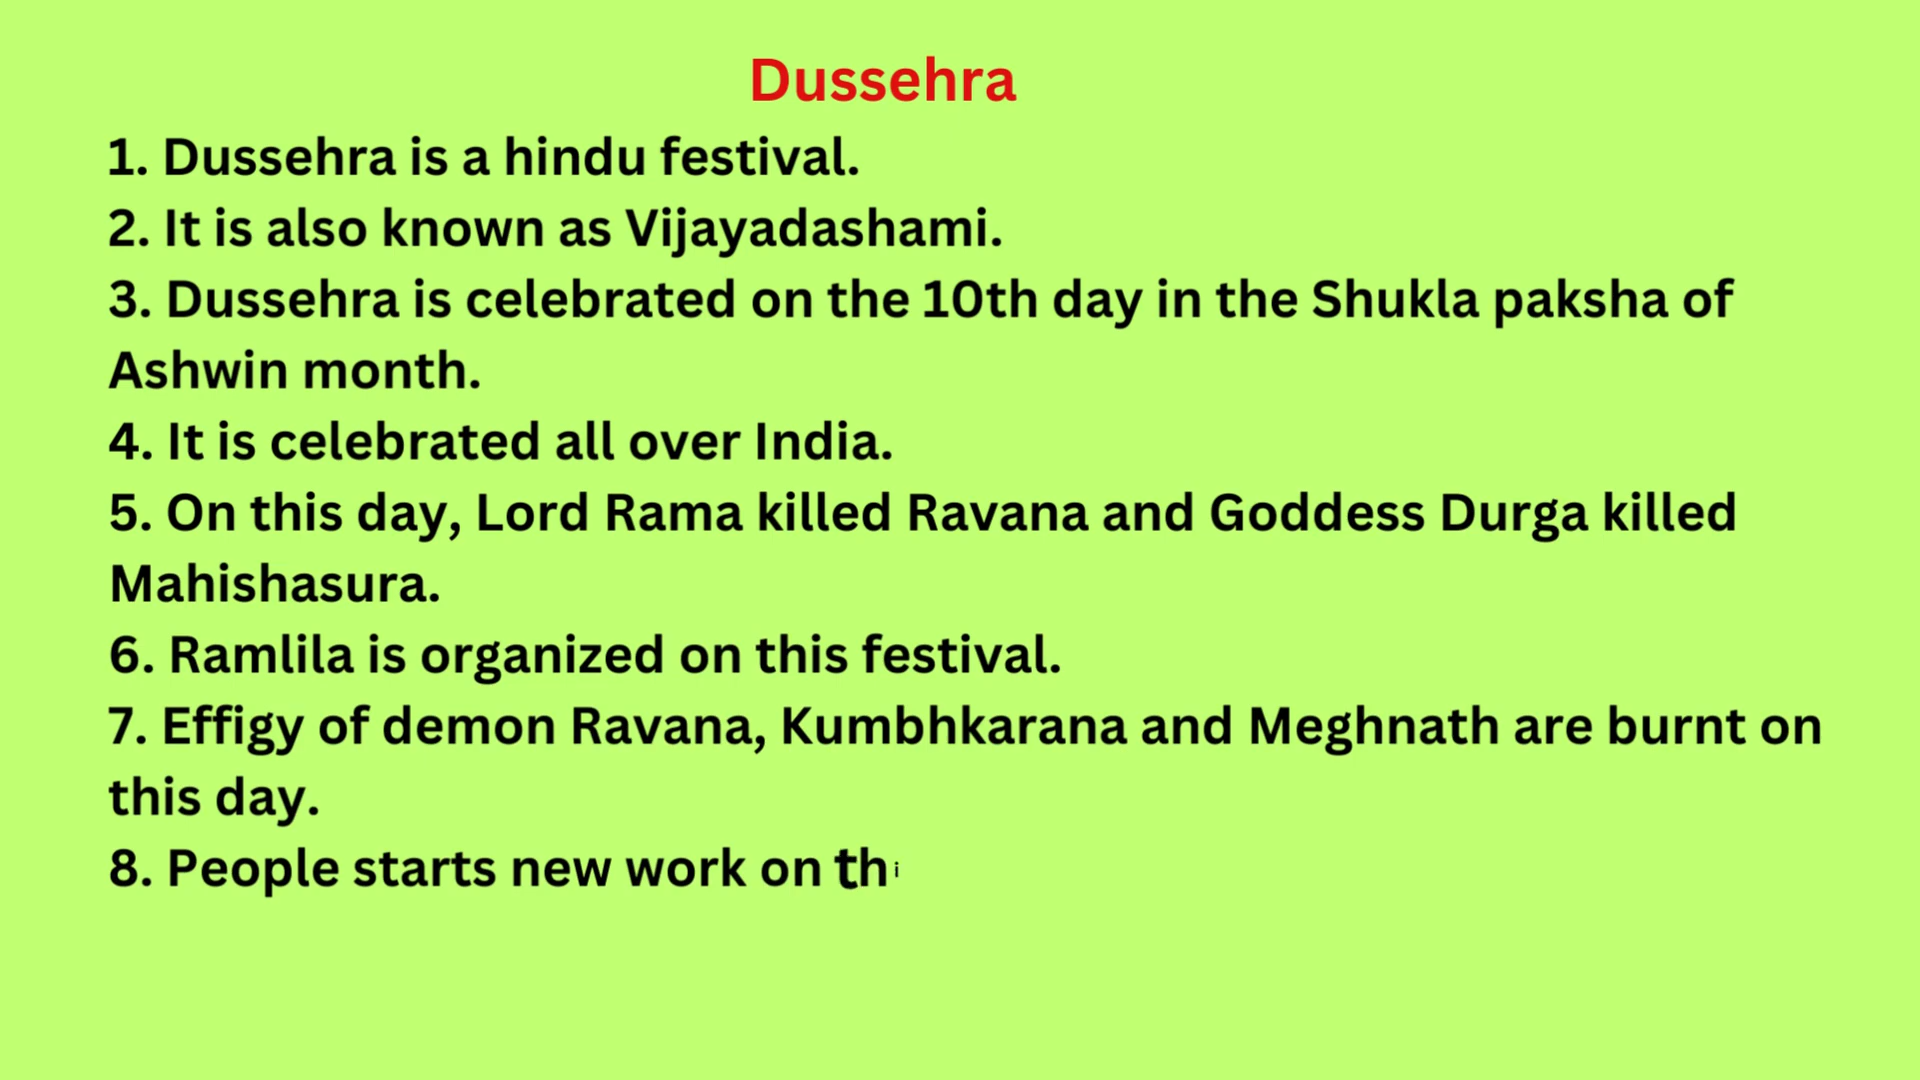 Dussehra
1. Dussehra is a hindu festival.
2. It is also known as Vijayadashami.
3. Dussehra is celebrated on the 10th day in the Shukla paksha of
Ashwin month.
4. It is celebrated all over India.
5. On this day, Lord Rama killed Ravana and Goddess Durga killed
Mahishasura.
6. Ramlila is organized on this festival.
7. Effigy of demon Ravana, Kumbhkarana and Meghnath are burnt on
this day.
8. People starts new work on thi